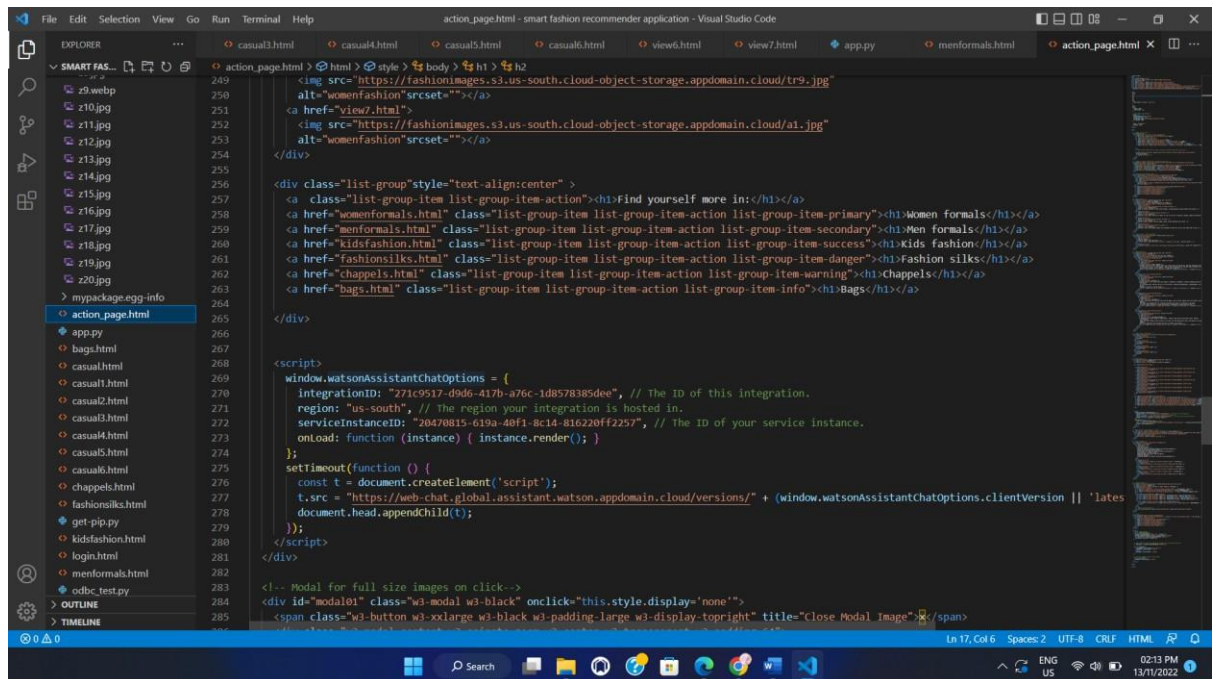 File Edit Selection View Go Run Terminal Help
action_page.html - smart fashion recommender application - Visual Studio Code
EXPLORER
casual3.html casual4.html casual5.html casual6.html view6.html view7.html app.py menformals.html action_page.html
SMART FAS...
action_page.html > html > style > body > h1 > h2
z9.webp
z10.jpg
z11.jpg
z12.jpg
z13.jpg
z14.jpg
z15.jpg
z16.jpg
z17.jpg
z18.jpg
z19.jpg
z20.jpg
mypackage.egg-info
action_page.html
app.py
bags.html
casual.html
casual1.html
casual2.html
casual3.html
casual4.html
casual5.html
casual6.html
chappels.html
fashionsilks.html
get-pip.py
kidsfashion.html
login.html
menformals.html
odbc_test.py
OUTLINE
TIMELINE
249 <img src="https://fashionimages.s3.us-south.cloud-object-storage.appdomain.cloud/tr9.jpg"
250 alt="womenfashion"srcset=""></a>
251 <a href="view7.html">
252 <img src="https://fashionimages.s3.us-south.cloud-object-storage.appdomain.cloud/a1.jpg"
253 alt="womenfashion"srcset=""></a>
254 </div>
255
256 <div class="list-group"style="text-align:center" >
257 <a class="list-group-item list-group-item-action"><h1>Find yourself more in:</h1></a>
258 <a href="womenformals.html" class="list-group-item list-group-item-action list-group-item-primary"><h1>Women formals</h1></a>
259 <a href="menformals.html" class="list-group-item list-group-item-action list-group-item-secondary"><h1>Men formals</h1></a>
260 <a href="kidsfashion.html" class="list-group-item list-group-item-action list-group-item-success"><h1>Kids fashion</h1></a>
261 <a href="fashionsilks.html" class="list-group-item list-group-item-action list-group-item-danger"><h1>Fashion silks</h1></a>
262 <a href="chappels.html" class="list-group-item list-group-item-action list-group-item-warning"><h1>Chappels</h1></a>
263 <a href="bags.html" class="list-group-item list-group-item-action list-group-item-info"><h1>Bags</h1></a>
264
265 </div>
266
267
268 <script>
269 window.watsonAssistantChatOptions = {
270 integrationID: "271c9517-d9d6-417b-a76c-1d8578385dee", // The ID of this integration.
271 region: "us-south", // The region your integration is hosted in.
272 serviceInstanceID: "20470815-619a-40f1-8c14-816220ff2257", // The ID of your service instance.
273 onLoad: function (instance) { instance.render(); }
274 };
275 setTimeout(function () {
276 const t = document.createElement('script');
277 t.src = "https://web-chat.global.assistant.watson.appdomain.cloud/versions/" + (window.watsonAssistantChatOptions.clientVersion || 'lates
278 document.head.appendChild(t);
279 });
280 </script>
281 </div>
282
283 <!-- Modal for full size images on click-->
284 <div id="modal01" class="w3-modal w3-black" onclick="this.style.display='none'">
285 <span class="w3-button w3-xxlarge w3-black w3-padding-large w3-display-topright" title="Close Modal Image">×</span>
0 0
Ln 17, Col 6 Spaces: 2 UTF-8 CRLF HTML
Search
ENG
US
02:13 PM
13/11/2022
1